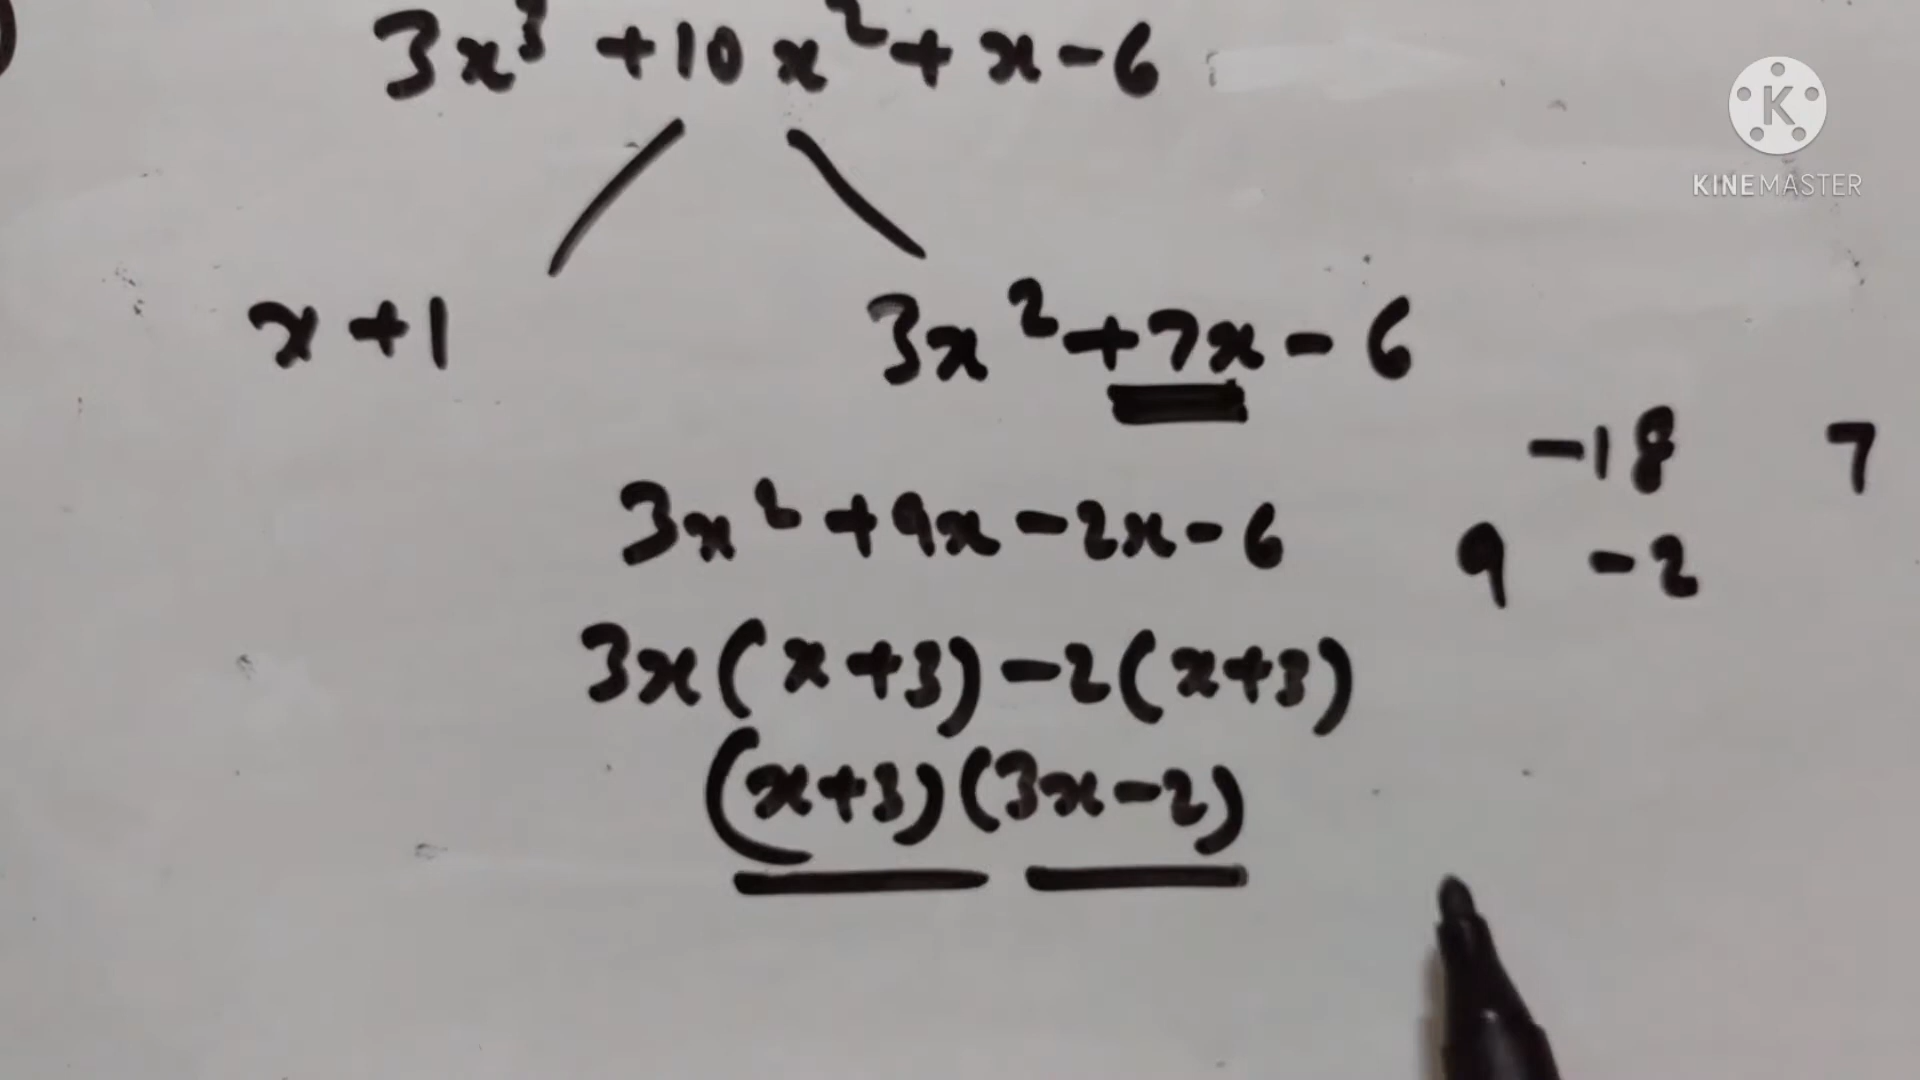 3x³ +10x²+x-6
K
KINEMASTER
x+1
3x²+7x-6
-18 7
3x²+9x-2x-6
9 -2
3x(x+3)-2(x+3)
(x+3)(3x-2)